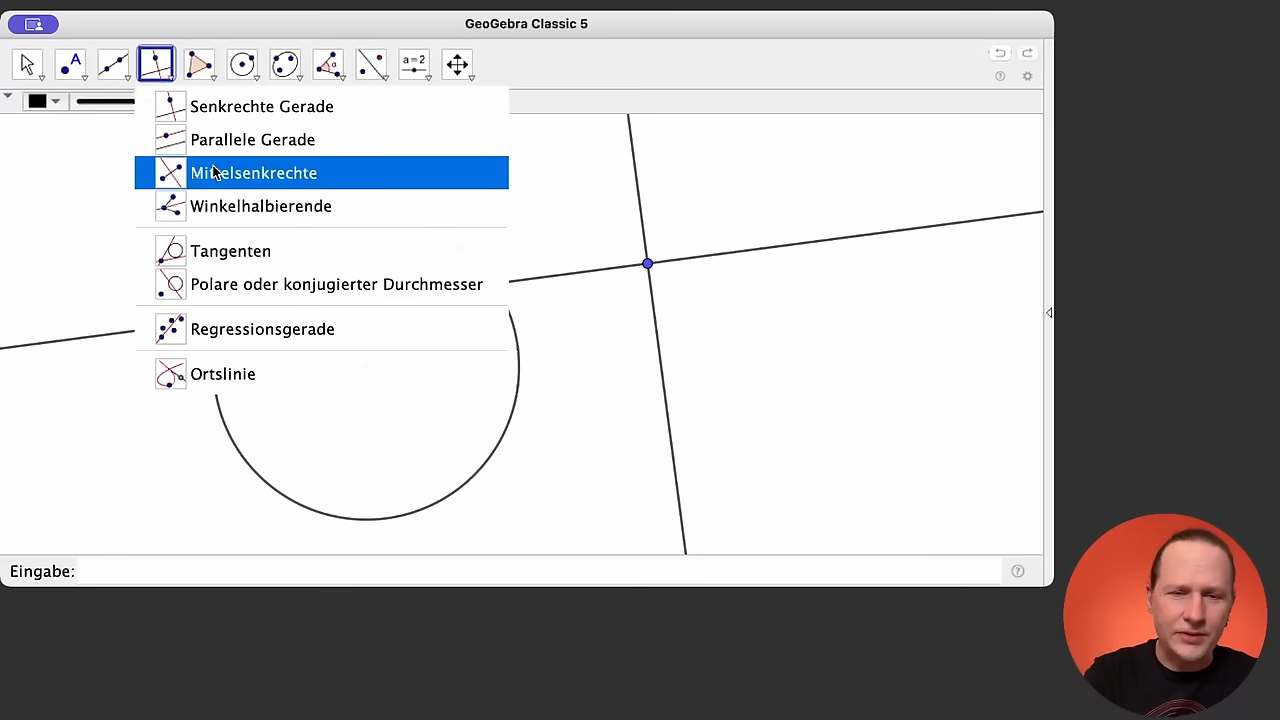 GeoGebra Classic 5
A
α
a=2
Senkrechte Gerade
Parallele Gerade
Mittelsenkrechte
Winkelhalbierende
Tangenten
Polare oder konjugierter Durchmesser
Regressionsgerade
Ortslinie
Eingabe: